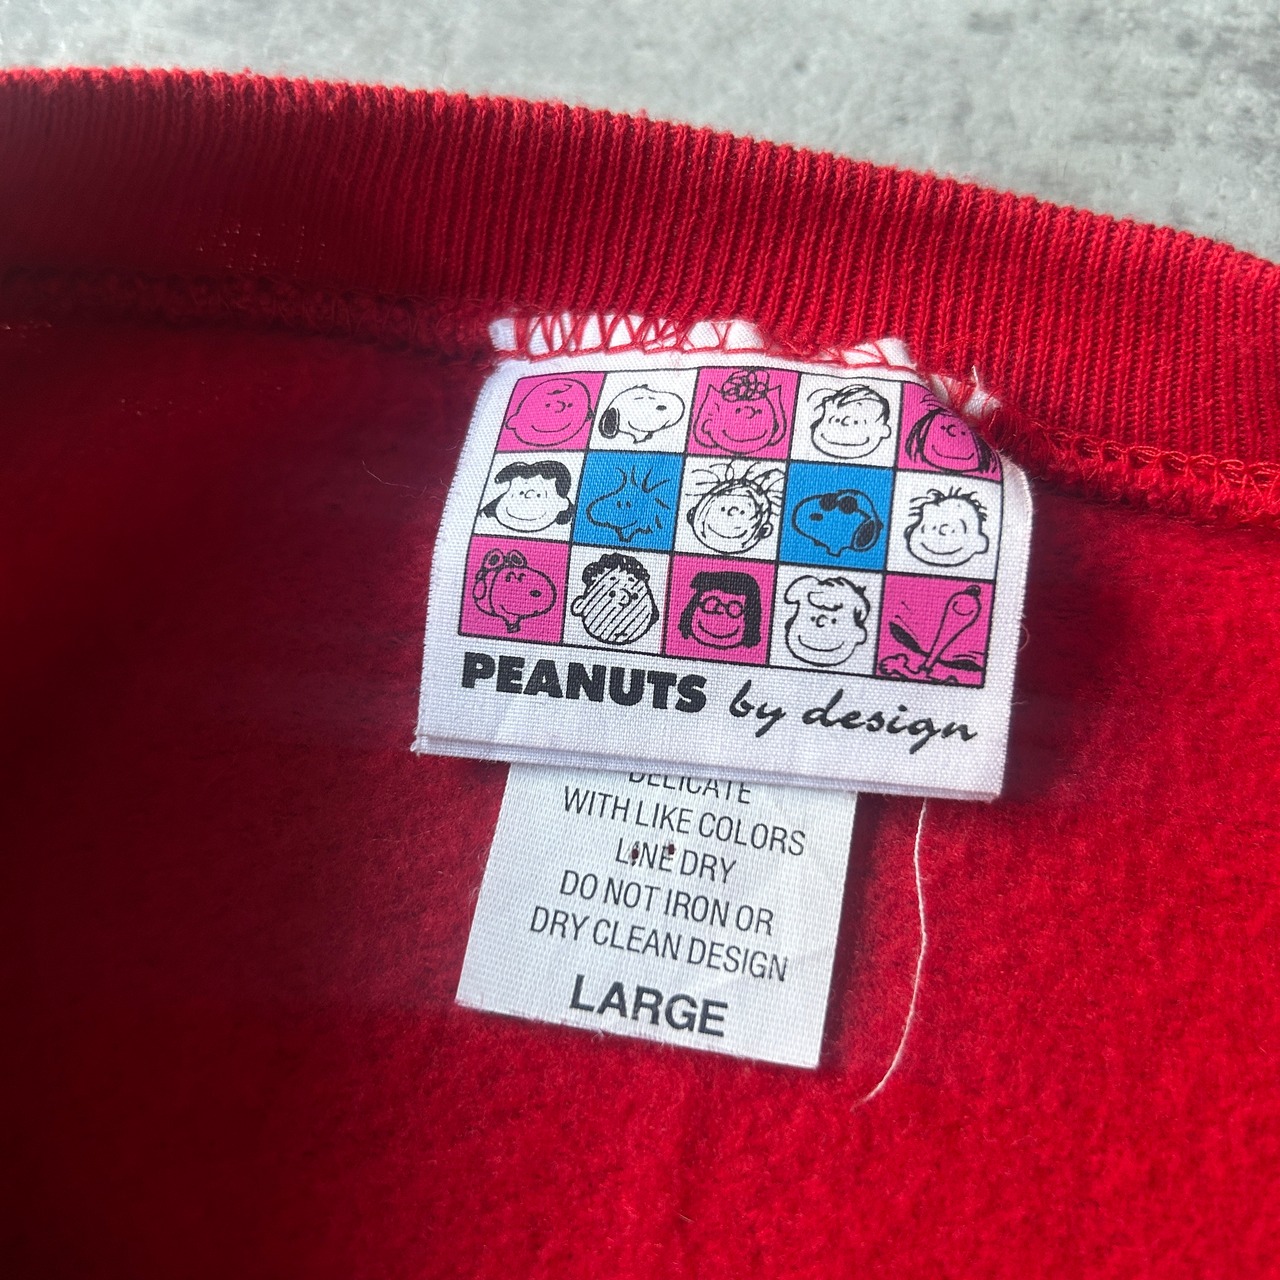 PEANUTS by design
DELICATE
WITH LIKE COLORS
LINE DRY
DO NOT IRON OR
DRY CLEAN DESIGN
LARGE